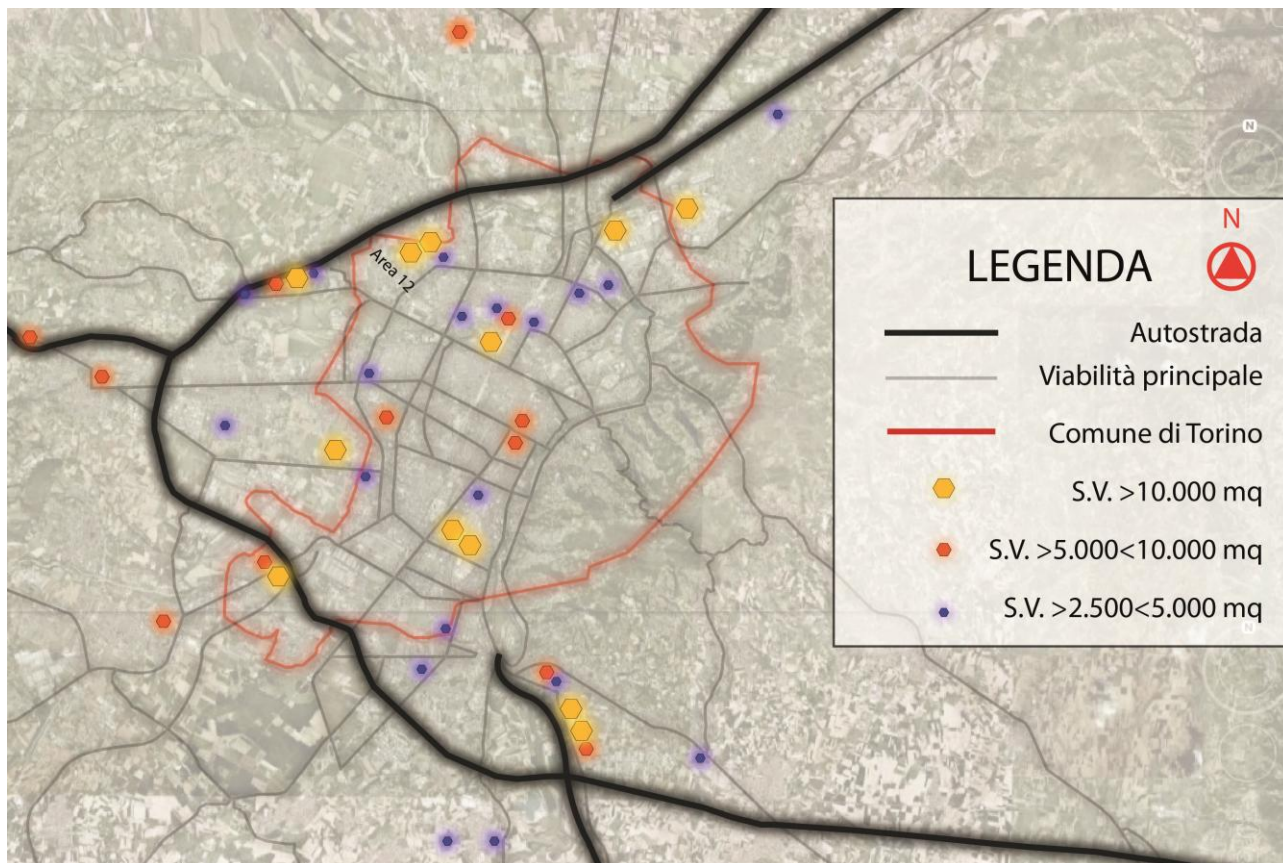 N
Area 12
N
LEGENDA
Autostrada
Viabilità principale
Comune di Torino
S.V. >10.000 mq
S.V. >5.000<10.000 mq
S.V. >2.500<5.000 mq
N